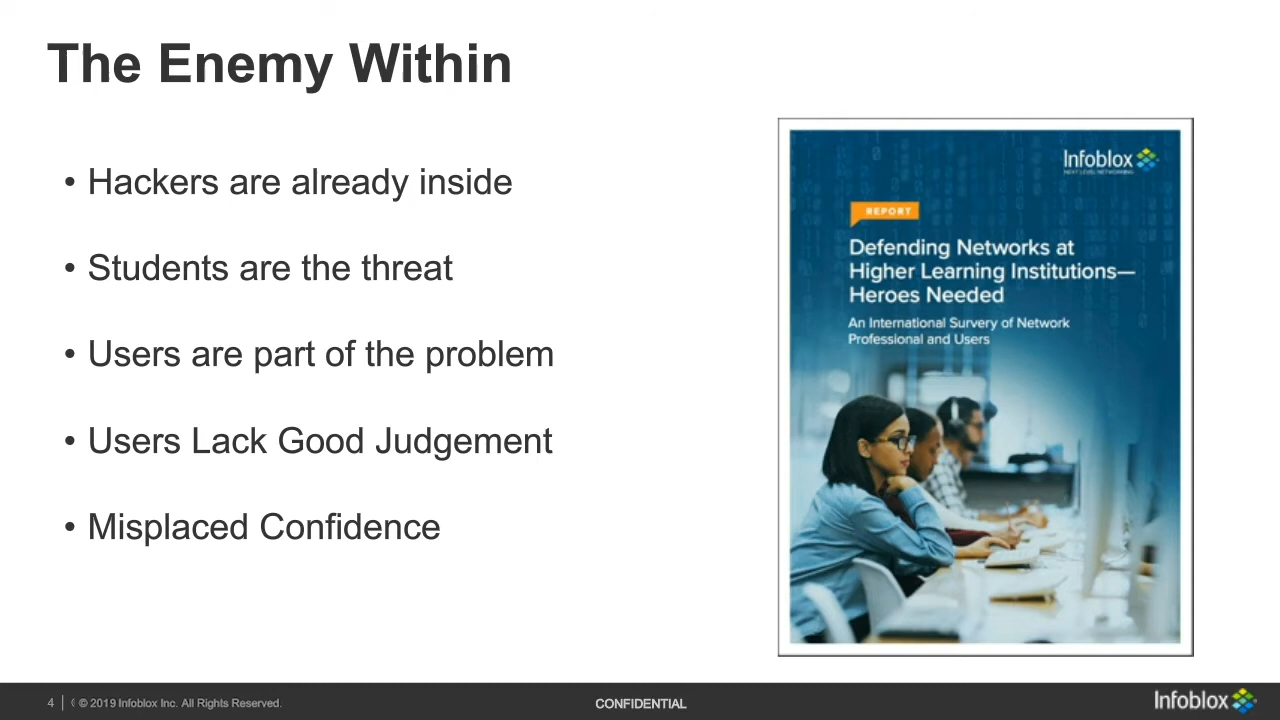 The Enemy Within
• Hackers are already inside
• Students are the threat
• Users are part of the problem
• Users Lack Good Judgement
• Misplaced Confidence
Infoblox
NEXT LEVEL NETWORKING
REPORT
Defending Networks at
Higher Learning Institutions—
Heroes Needed
An International Survery of Network
Professional and Users
4 | © 2019 Infoblox Inc. All Rights Reserved.
CONFIDENTIAL
Infoblox